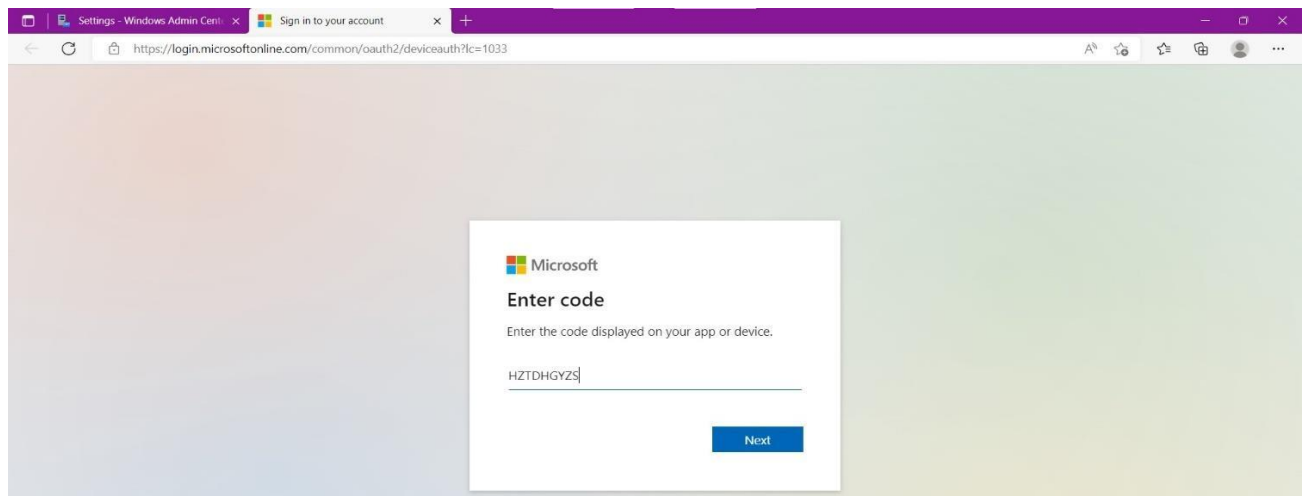 Settings - Windows Admin Cent
Sign in to your account
https://login.microsoftonline.com/common/oauth2/deviceauth?lc=1033
Microsoft
Enter code
Enter the code displayed on your app or device.
HZTDHGYZS
Next